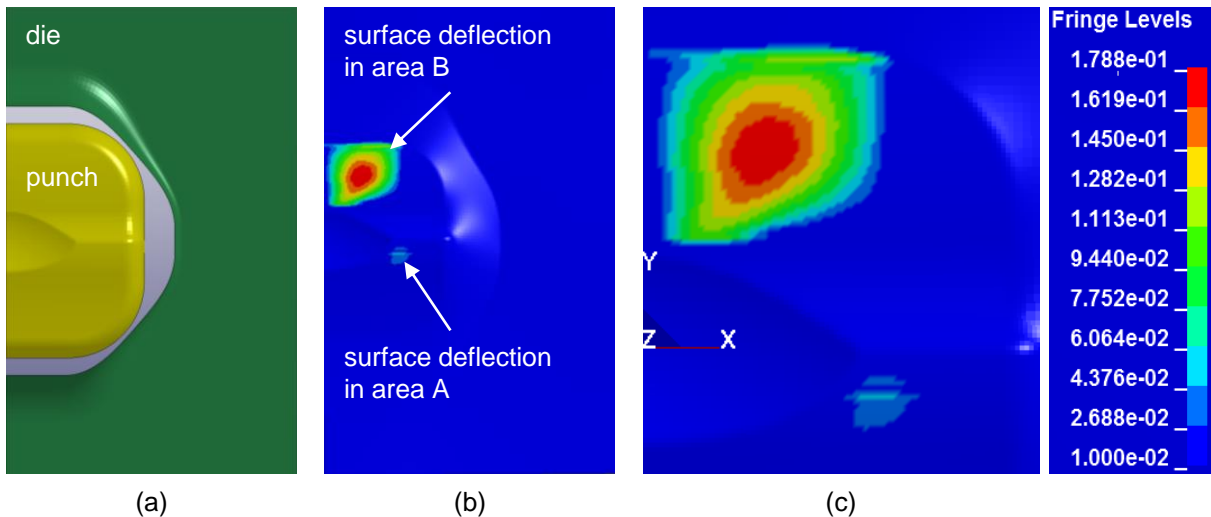 die
punch
(a)
surface deflection
in area B
surface deflection
in area A
(b)
Y
Z
X
(c)
Fringe Levels
1.788e-01
1.619e-01
1.450e-01
1.282e-01
1.113e-01
9.440e-02
7.752e-02
6.064e-02
4.376e-02
2.688e-02
1.000e-02